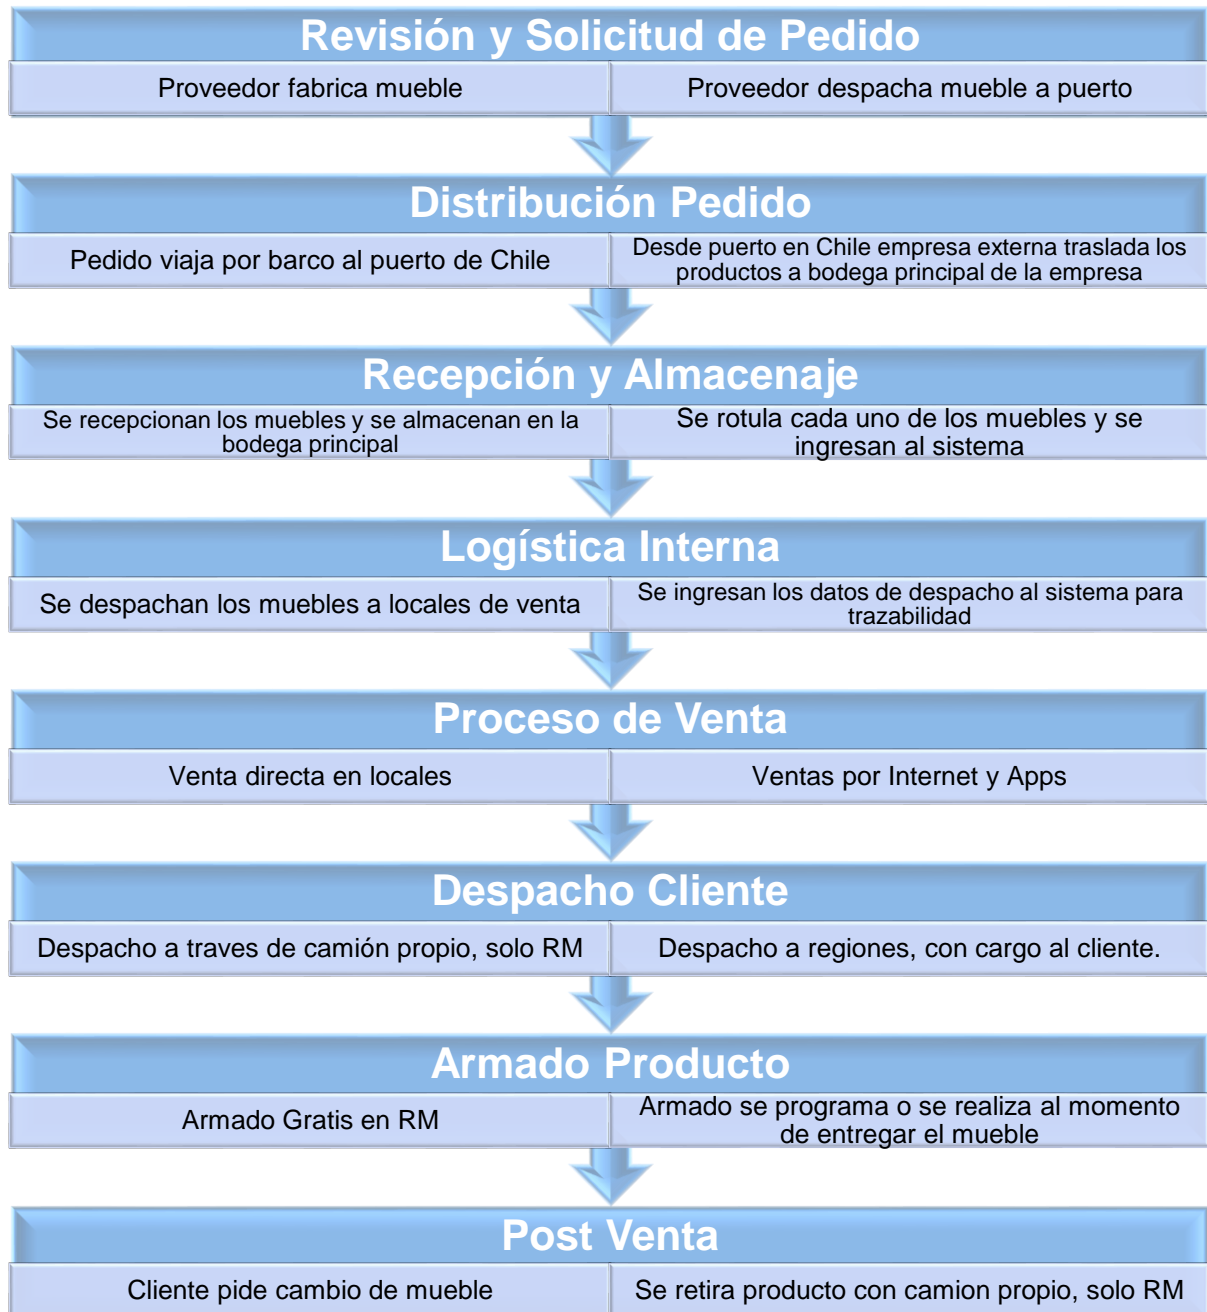 Revisión y Solicitud de Pedido
Proveedor fabrica mueble
Proveedor despacha mueble a puerto
Distribución Pedido
Pedido viaja por barco al puerto de Chile
Desde puerto en Chile empresa externa traslada los
productos a bodega principal de la empresa
Recepción y Almacenaje
Se recepcionan los muebles y se almacenan en la
bodega principal
Se rotula cada uno de los muebles y se
ingresan al sistema
Logística Interna
Se despachan los muebles a locales de venta
Se ingresan los datos de despacho al sistema para
trazabilidad
Proceso de Venta
Venta directa en locales
Ventas por Internet y Apps
Despacho Cliente
Despacho a traves de camión propio, solo RM
Despacho a regiones, con cargo al cliente.
Armado Producto
Armado Gratis en RM
Armado se programa o se realiza al momento
de entregar el mueble
Post Venta
Cliente pide cambio de mueble
Se retira producto con camion propio, solo RM